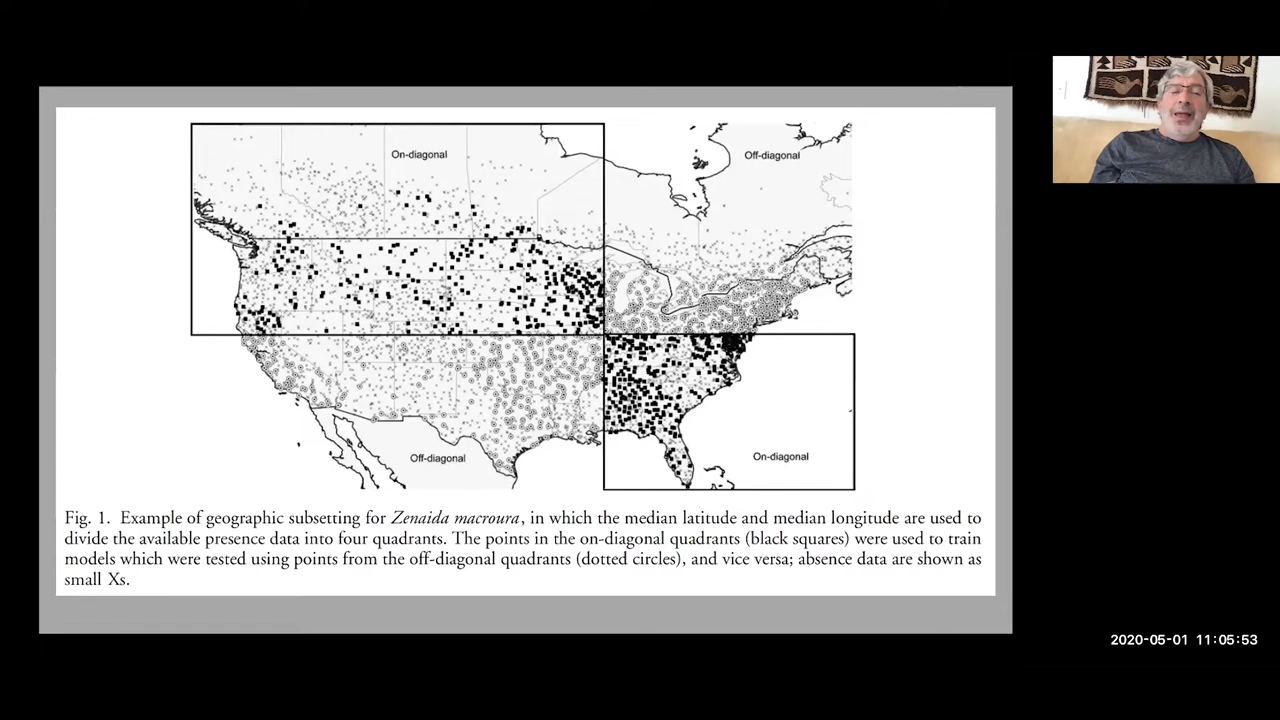 On-diagonal
Off-diagonal
Off-diagonal
On-diagonal
Fig. 1. Example of geographic subsetting for Zenaida macroura, in which the median latitude and median longitude are used to
divide the available presence data into four quadrants. The points in the on-diagonal quadrants (black squares) were used to train
models which were tested using points from the off-diagonal quadrants (dotted circles), and vice versa; absence data are shown as
small Xs.
2020-05-01 11:05:53